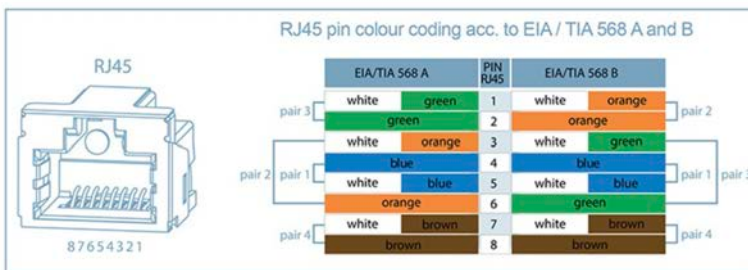 RJ45 pin colour coding acc. to EIA / TIA 568 A and B
RJ45
87654321
EIA/TIA 568 A PIN RJ45 EIA/TIA 568 B
pair 3 white green 1 white orange pair 2
green 2 orange
white orange 3 white green
pair 2 pair 1 blue 4 blue pair 1 pair 3
white blue 5 white blue
orange 6 green
pair 4 white brown 7 white brown pair 4
brown 8 brown